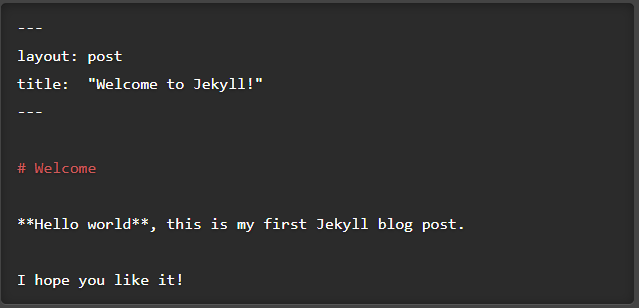 ---
layout: post
title:  "Welcome to Jekyll!"
---
# Welcome
**Hello world**, this is my first Jekyll blog post.
I hope you like it!